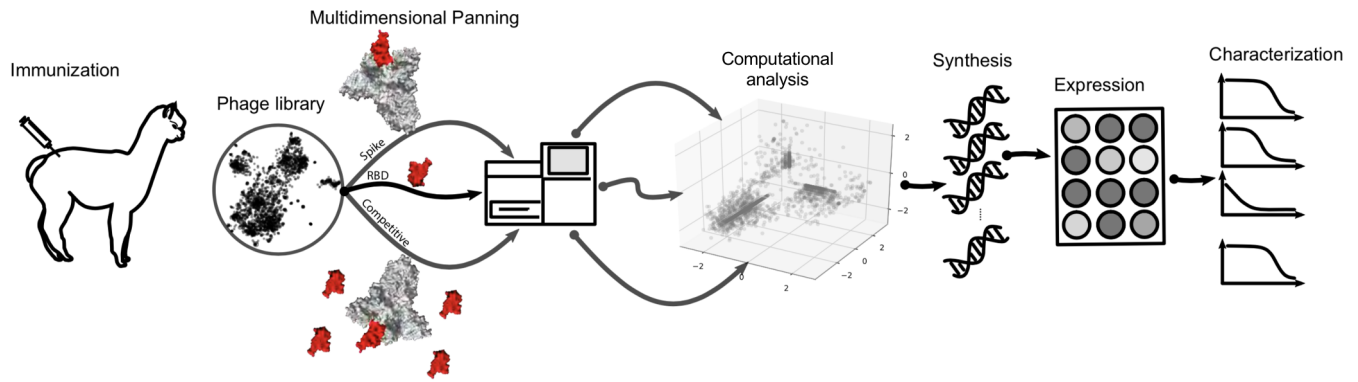 Multidimensional Panning
Immunization
Phage library
Spike
RBD
Competitive
Computational
analysis
2
0
−2
−2
0
2
−2
0
2
Synthesis
Expression
Characterization